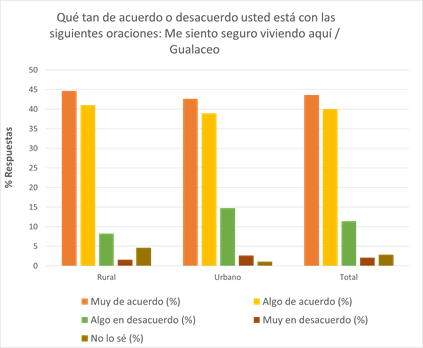 Qué tan de acuerdo o desacuerdo usted está con las
siguientes oraciones: Me siento seguro viviendo aquí /
Gualaceo
50
45
40
35
30
25
20
15
10
5
0
% Respuestas
Rural
Urbano
Total
Muy de acuerdo (%)
Algo de acuerdo (%)
Algo en desacuerdo (%)
Muy en desacuerdo (%)
No lo sé (%)